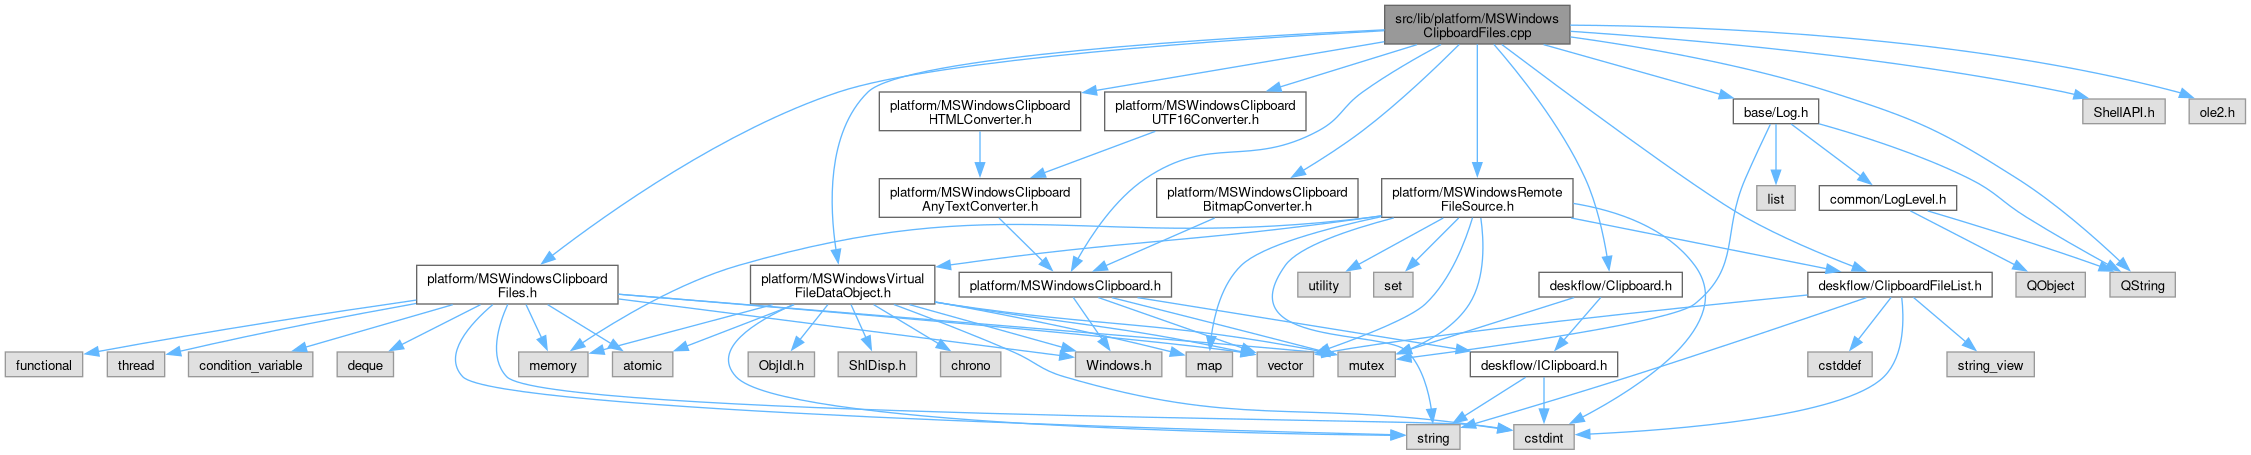 src/lib/platform/MSWindows
ClipboardFiles.cpp
platform/MSWindowsClipboard
HTMLConverter.h
platform/MSWindowsClipboard
UTF16Converter.h
base/Log.h
ShellAPI.h
ole2.h
platform/MSWindowsClipboard
AnyTextConverter.h
platform/MSWindowsClipboard
BitmapConverter.h
platform/MSWindowsRemote
FileSource.h
list
common/LogLevel.h
platform/MSWindowsClipboard
Files.h
platform/MSWindowsVirtual
FileDataObject.h
platform/MSWindowsClipboard.h
utility
set
deskflow/Clipboard.h
deskflow/ClipboardFileList.h
QObject
QString
functional
thread
condition_variable
deque
memory
atomic
ObjIdl.h
ShlDisp.h
chrono
Windows.h
map
vector
mutex
deskflow/IClipboard.h
cstddef
string_view
string
cstdint